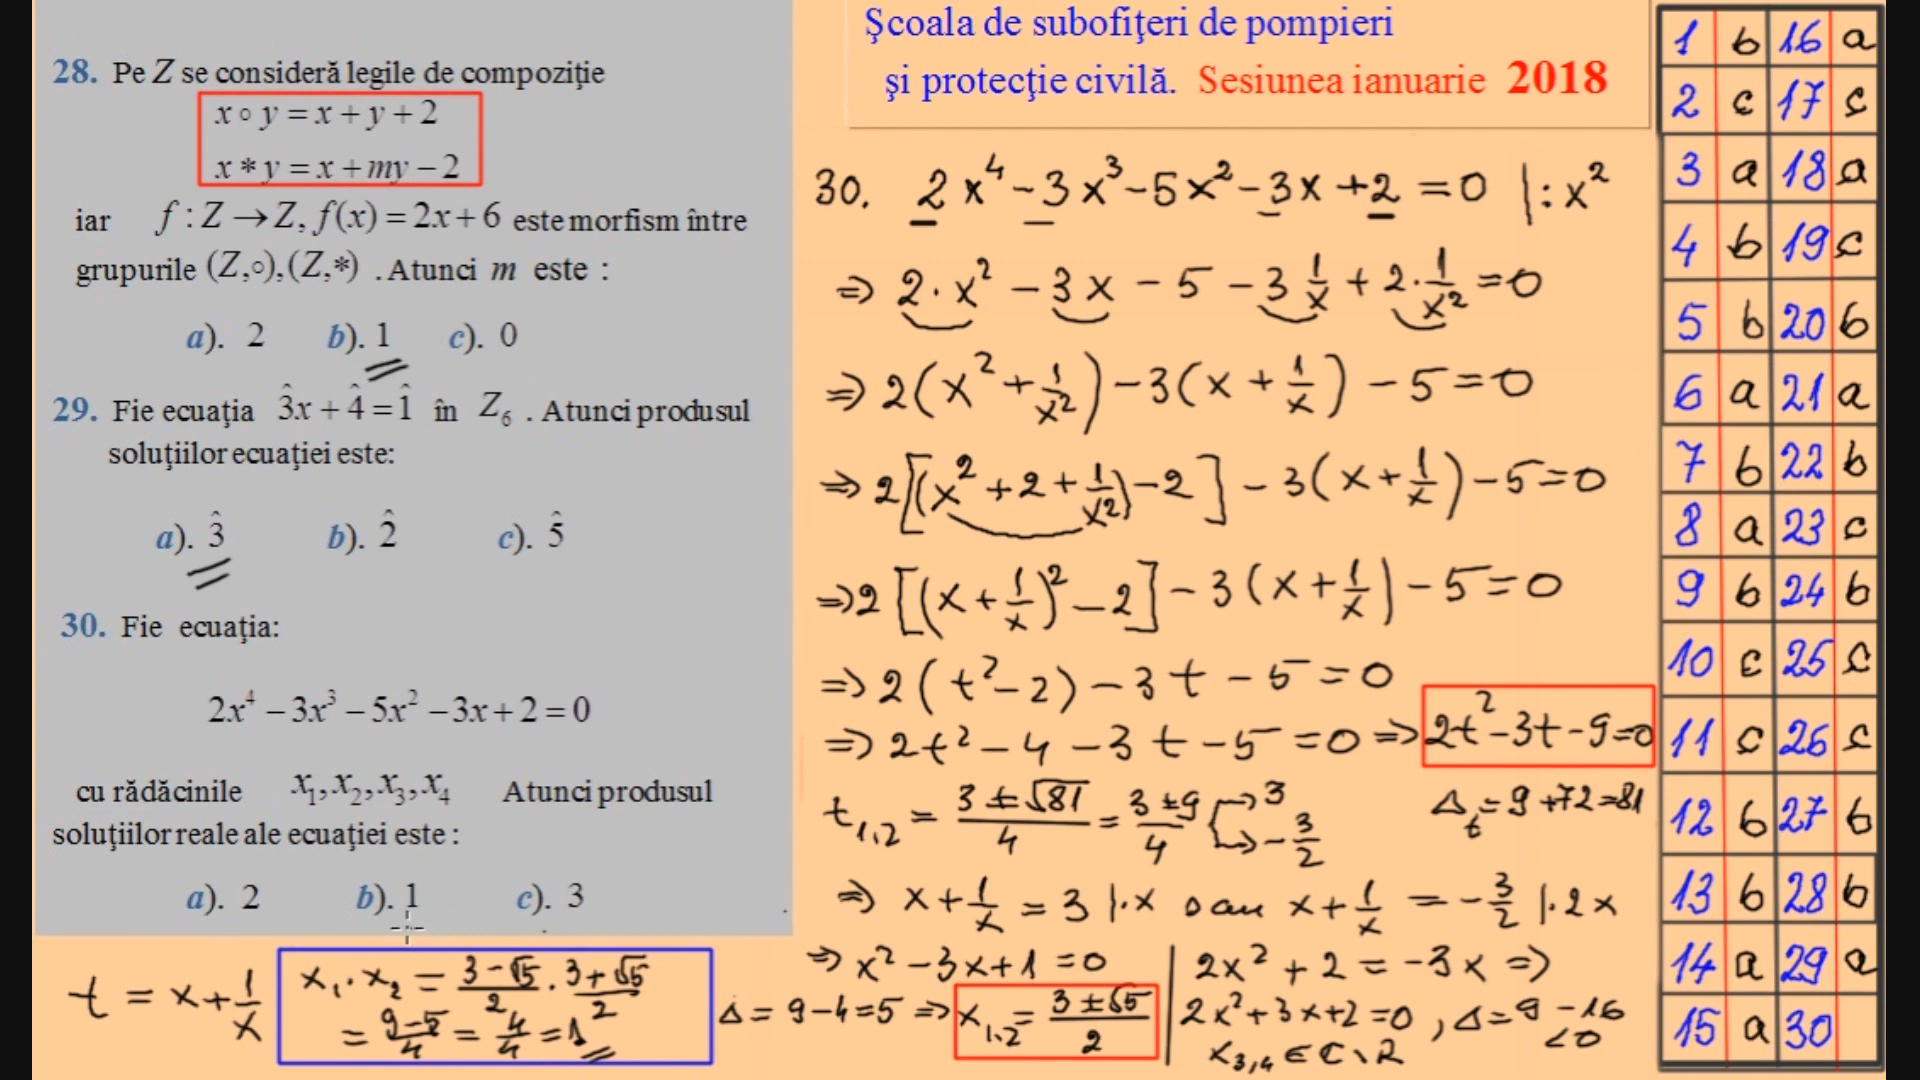 28. Pe Z se consideră legile de compoziţie
x∘y = x + y + 2
x * y = x + my − 2
iar f : Z → Z, f(x) = 2x + 6 este morfism între
grupurile (Z,∘),(Z,*) . Atunci m este :
a). 2 b). 1 c). 0
29. Fie ecuaţia 3̂x + 4̂ = 1̂ în Z₆ . Atunci produsul
soluţiilor ecuaţiei este:
a). 3̂ b). 2̂ c). 5̂
30. Fie ecuaţia:
2x⁴ − 3x³ − 5x² − 3x + 2 = 0
cu rădăcinile x₁, x₂, x₃, x₄ Atunci produsul
soluţiilor reale ale ecuaţiei este :
a). 2 b). 1 c). 3
t = x + 1/x
x₁·x₂ = (3−√5)/2 · (3+√5)/2
= (9−5)/4 = 4/4 = 1
Şcoala de subofiţeri de pompieri
şi protecţie civilă. Sesiunea ianuarie 2018
30. 2x⁴ − 3x³ − 5x² − 3x + 2 = 0 |: x²
⇒ 2·x² − 3x − 5 − 3 1/x + 2·1/x² = 0
⇒ 2(x² + 1/x²) − 3(x + 1/x) − 5 = 0
⇒ 2[(x² + 2 + 1/x²) − 2] − 3(x + 1/x) − 5 = 0
⇒ 2[(x + 1/x)² − 2] − 3(x + 1/x) − 5 = 0
⇒ 2(t² − 2) − 3t − 5 = 0
⇒ 2t² − 4 − 3t − 5 = 0 ⇒ 2t² − 3t − 9 = 0
t₁,₂ = (3 ± √81)/4 = (3 ± 9)/4 → 3 → −3/2 Δₜ = 9 + 72 = 81
⇒ x + 1/x = 3 |·x sau x + 1/x = −3/2 |·2x
⇒ x² − 3x + 1 = 0 | 2x² + 2 = −3x ⇒
Δ = 9 − 4 = 5 ⇒ x₁,₂ = (3 ± √5)/2 | 2x² + 3x + 2 = 0 , Δ = 9 − 16 < 0
x₃,₄ ∈ C \ R
1 b 16 a
2 c 17 c
3 a 18 a
4 b 19 c
5 b 20 b
6 a 21 a
7 b 22 b
8 a 23 c
9 b 24 b
10 c 25 c
11 c 26 c
12 b 27 b
13 b 28 b
14 a 29 a
15 a 30